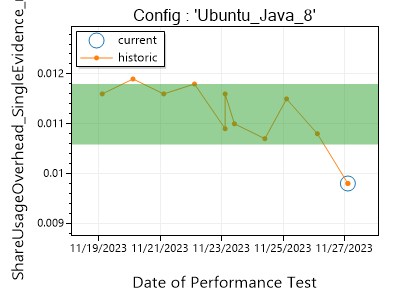 Config : 'Ubuntu_Java_8'
current
historic
ShareUsageOverhead_SingleEvidence_
0.012
0.011
0.01
0.009
11/19/2023
11/21/2023
11/23/2023
11/25/2023
11/27/2023
Date of Performance Test